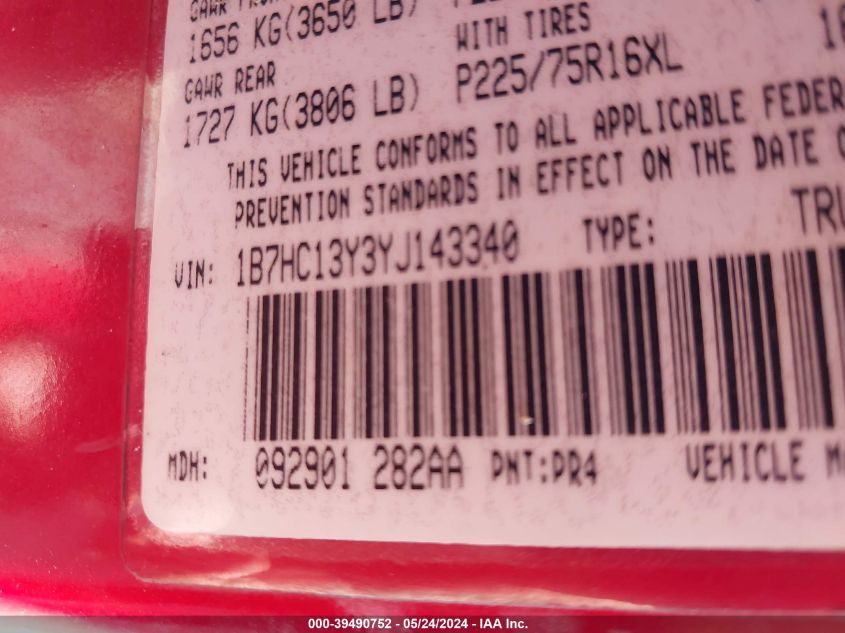 1656 KG(3650 LB)
WITH TIRES
GAWR REAR
1727 KG(3806 LB) P225/75R16XL
THIS VEHICLE CONFORMS TO ALL APPLICABLE FEDER
PREVENTION STANDARDS IN EFFECT ON THE DATE
VIN: 1B7HC13Y3YJ143340 TYPE: TRU
MDH: 092901 282AA PNT:PR4 VEHICLE M
000-39490752 - 05/24/2024 - IAA Inc.